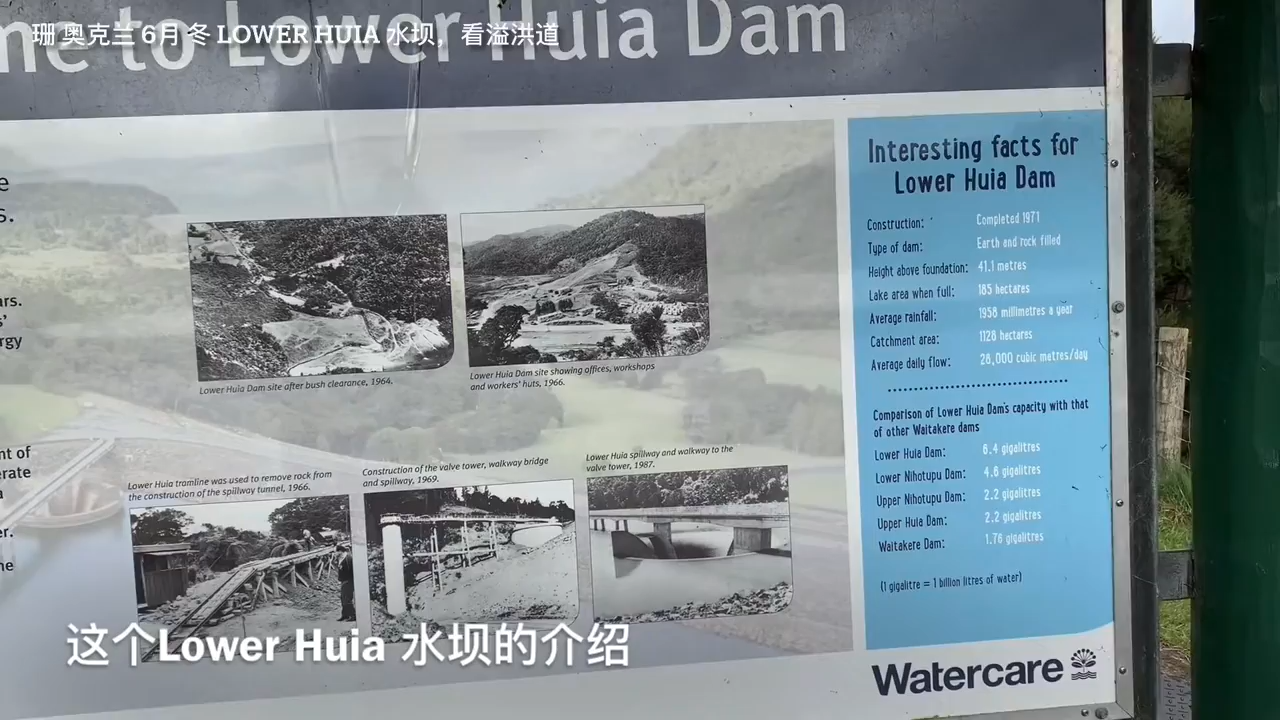 珊 奥克兰 6月 冬 LOWER HUIA 水坝，看溢洪道
me to Lower Huia Dam
e
s.
ars.
s'
rgy
nt of
erate
a
er.
ne
Lower Huia Dam site after bush clearance, 1964.
Lower Huia Dam site showing offices, workshops
and workers' huts, 1966.
Lower Huia tramline was used to remove rock from
the construction of the spillway tunnel, 1966.
Construction of the valve tower, walkway bridge
and spillway, 1969.
Lower Huia spillway and walkway to the
valve tower, 1987.
Interesting facts for
Lower Huia Dam
Construction: Completed 1971
Type of dam: Earth and rock filled
Height above foundation: 41.1 metres
Lake area when full: 185 hectares
Average rainfall: 1958 millimetres a year
Catchment area: 1128 hectares
Average daily flow: 28,000 cubic metres/day
Comparison of Lower Huia Dam's capacity with that
of other Waitakere dams
Lower Huia Dam: 6.4 gigalitres
Lower Nihotupu Dam: 4.6 gigalitres
Upper Nihotupu Dam: 2.2 gigalitres
Upper Huia Dam: 2.2 gigalitres
Waitakere Dam: 1.76 gigalitres
(1 gigalitre = 1 billion litres of water)
Watercare
这个Lower Huia 水坝的介绍